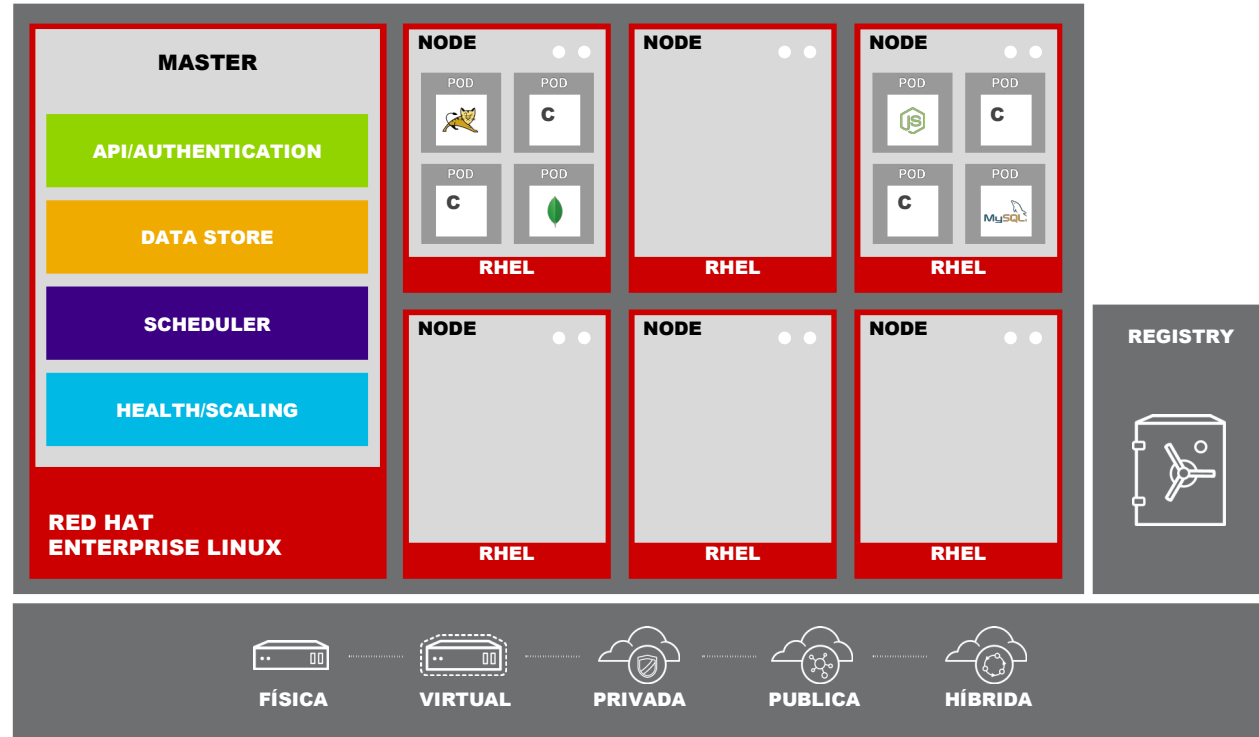 MASTER
API/AUTHENTICATION
DATA STORE
SCHEDULER
HEALTH/SCALING
RED HAT
ENTERPRISE LINUX
NODE
POD
POD
C
POD
POD
C
RHEL
NODE
RHEL
NODE
POD
POD
JS
C
POD
POD
C
MySQL
RHEL
NODE
RHEL
NODE
RHEL
NODE
RHEL
REGISTRY
FÍSICA
VIRTUAL
PRIVADA
PUBLICA
HÍBRIDA